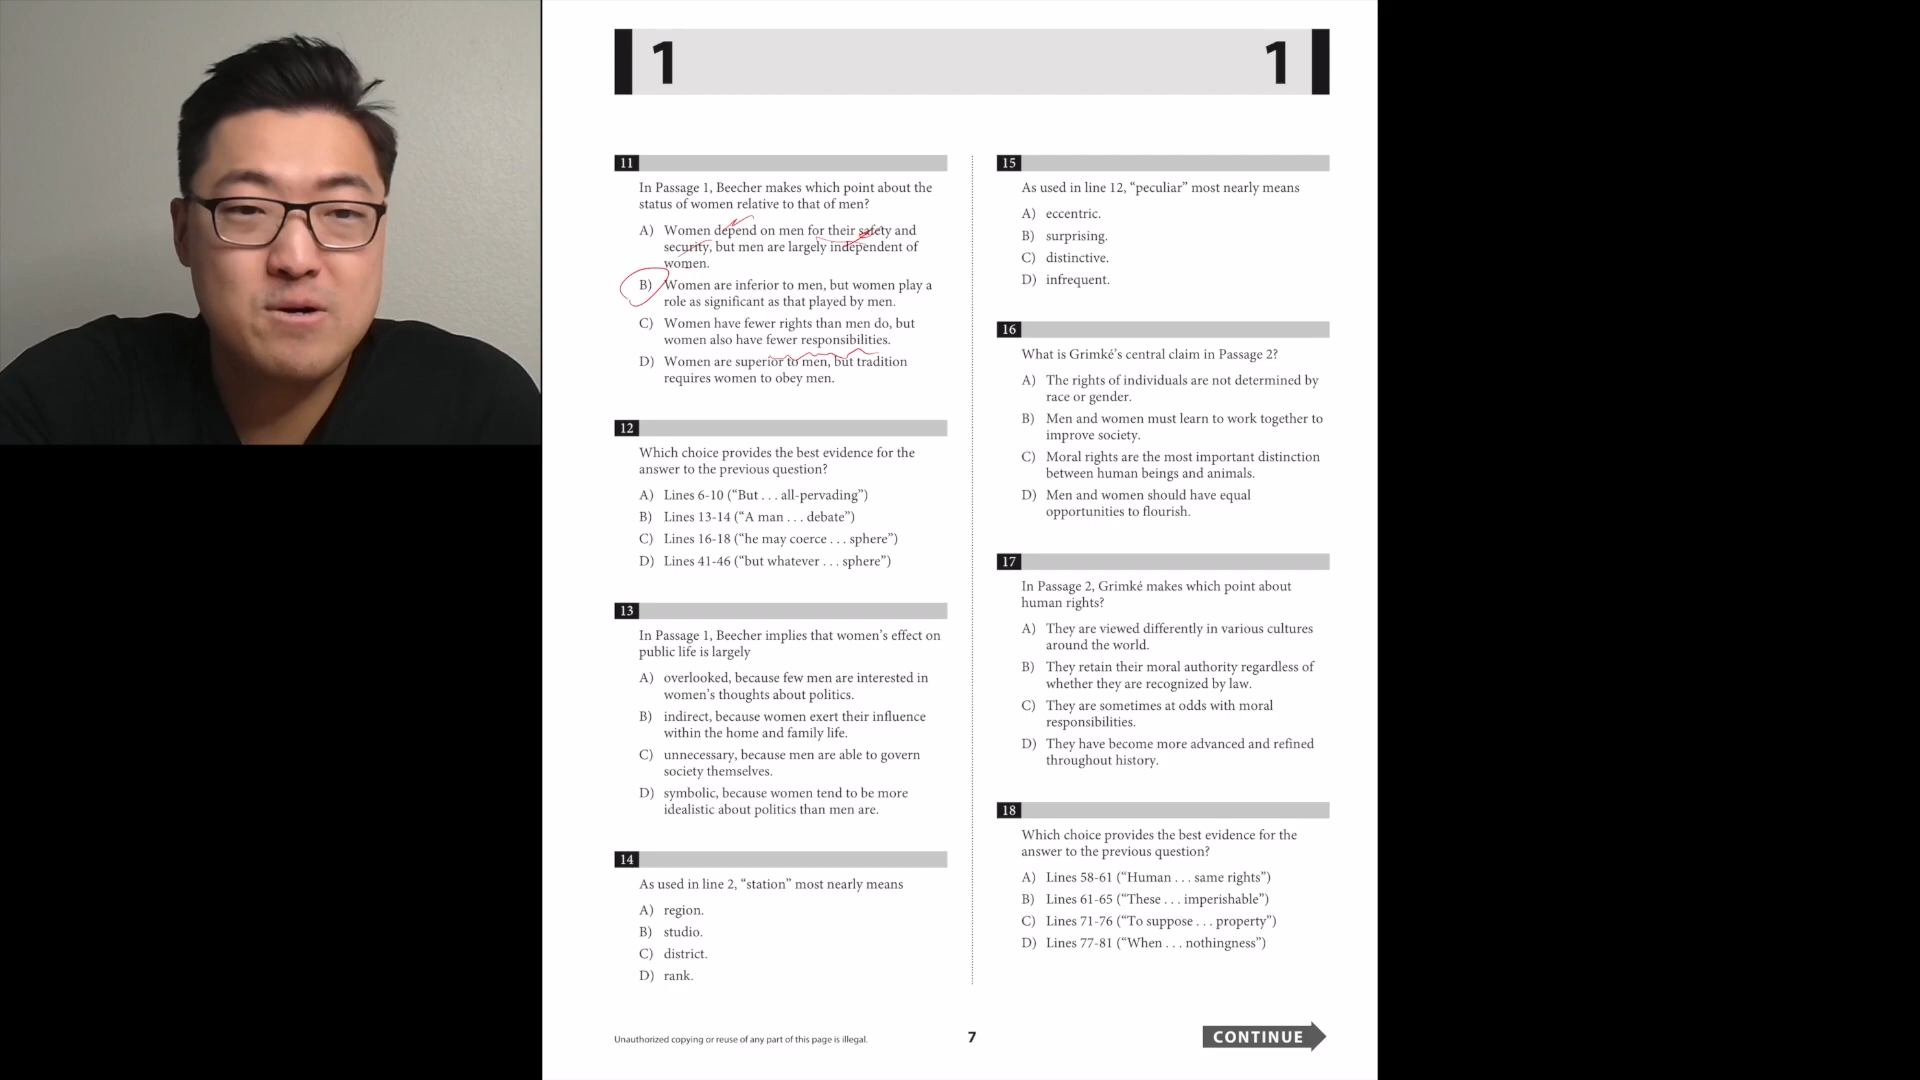 1 1
11
In Passage 1, Beecher makes which point about the
status of women relative to that of men?
A) Women depend on men for their safety and
security, but men are largely independent of
women.
B) Women are inferior to men, but women play a
role as significant as that played by men.
C) Women have fewer rights than men do, but
women also have fewer responsibilities.
D) Women are superior to men, but tradition
requires women to obey men.
12
Which choice provides the best evidence for the
answer to the previous question?
A) Lines 6-10 (“But . . . all-pervading”)
B) Lines 13-14 (“A man . . . debate”)
C) Lines 16-18 (“he may coerce . . . sphere”)
D) Lines 41-46 (“but whatever . . . sphere”)
13
In Passage 1, Beecher implies that women’s effect on
public life is largely
A) overlooked, because few men are interested in
women’s thoughts about politics.
B) indirect, because women exert their influence
within the home and family life.
C) unnecessary, because men are able to govern
society themselves.
D) symbolic, because women tend to be more
idealistic about politics than men are.
14
As used in line 2, “station” most nearly means
A) region.
B) studio.
C) district.
D) rank.
15
As used in line 12, “peculiar” most nearly means
A) eccentric.
B) surprising.
C) distinctive.
D) infrequent.
16
What is Grimké’s central claim in Passage 2?
A) The rights of individuals are not determined by
race or gender.
B) Men and women must learn to work together to
improve society.
C) Moral rights are the most important distinction
between human beings and animals.
D) Men and women should have equal
opportunities to flourish.
17
In Passage 2, Grimké makes which point about
human rights?
A) They are viewed differently in various cultures
around the world.
B) They retain their moral authority regardless of
whether they are recognized by law.
C) They are sometimes at odds with moral
responsibilities.
D) They have become more advanced and refined
throughout history.
18
Which choice provides the best evidence for the
answer to the previous question?
A) Lines 58-61 (“Human . . . same rights”)
B) Lines 61-65 (“These . . . imperishable”)
C) Lines 71-76 (“To suppose . . . property”)
D) Lines 77-81 (“When . . . nothingness”)
Unauthorized copying or reuse of any part of this page is illegal.
7
CONTINUE